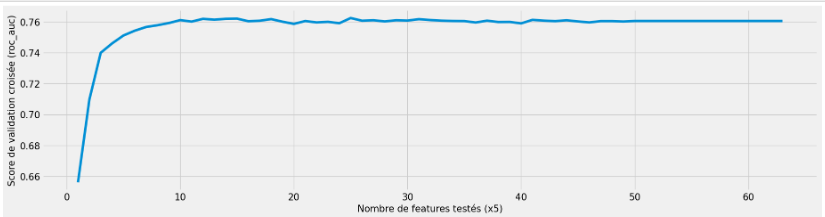 Score de validation croisée (roc_auc)
0.76
0.74
0.72
0.70
0.68
0.66
0 10 20 30 40 50 60
Nombre de features testés (x5)